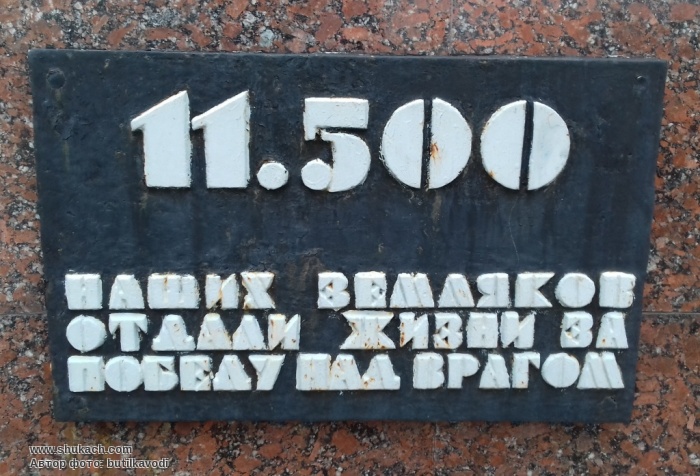 11.500
НАШИХ ЗЕМЛЯКОВ
ОТДАЛИ ЖИЗНИ ЗА
ПОБЕДУ НАД ВРАГОМ
www.shukach.com
Автор фото: butilkavodi